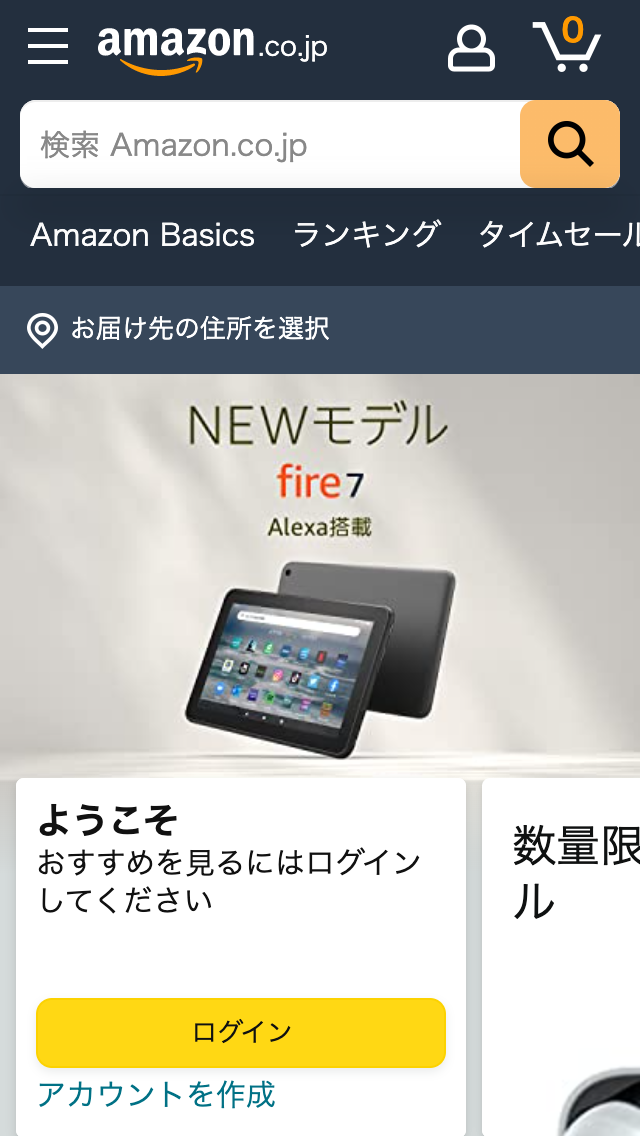 amazon.co.jp
0
検索 Amazon.co.jp
Amazon Basics ランキング タイムセール
お届け先の住所を選択
NEWモデル
fire 7
Alexa搭載
ようこそ
おすすめを見るにはログイン
してください
数量限
ル
ログイン
アカウントを作成